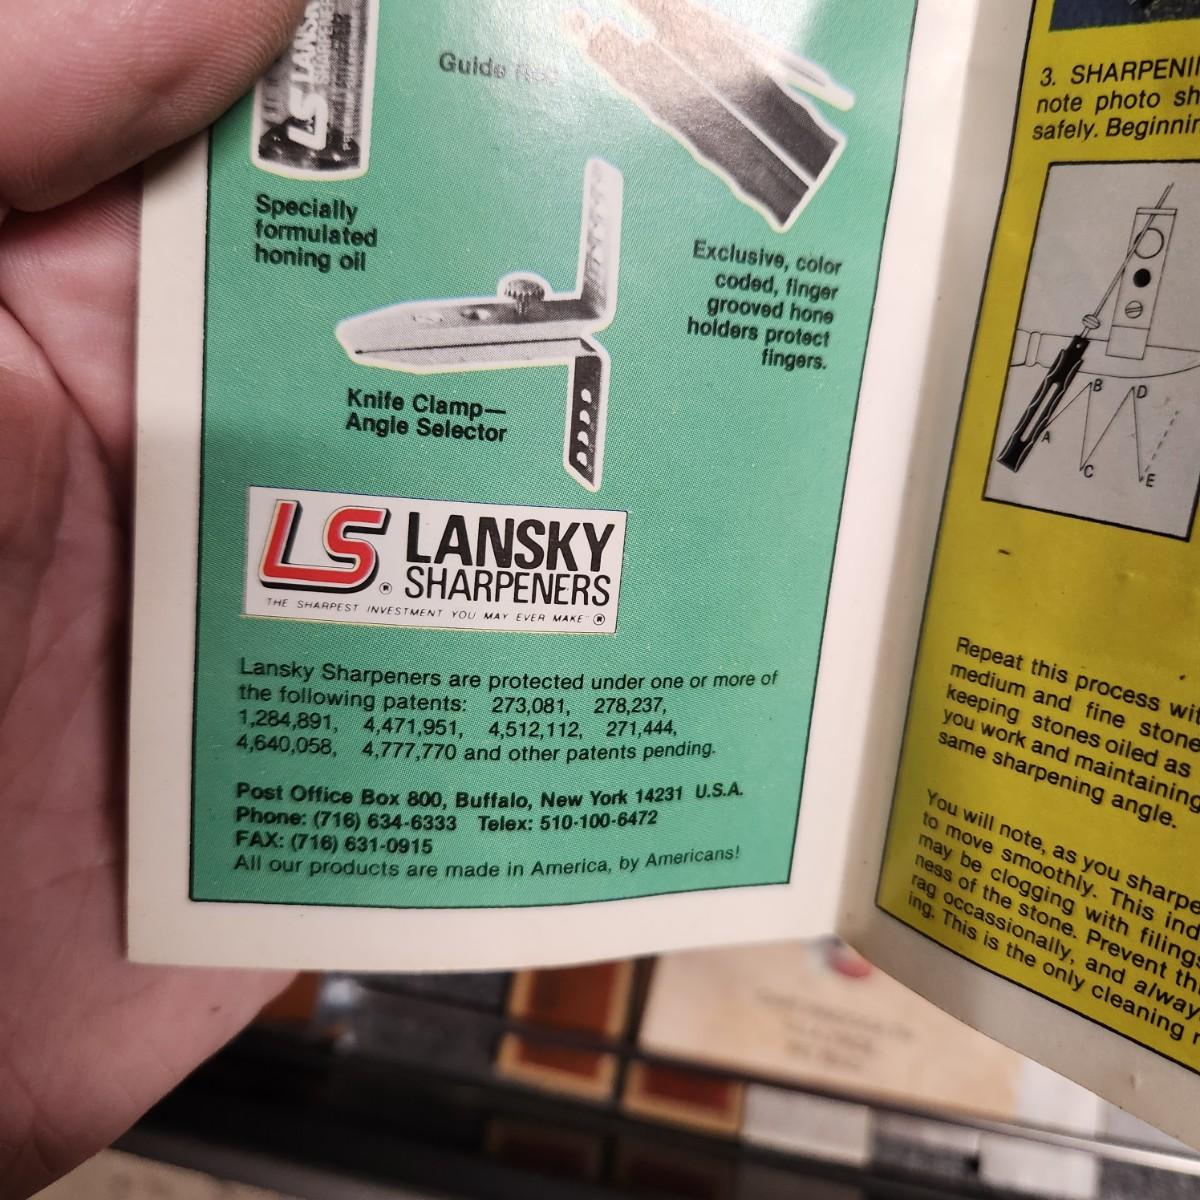 LS LANSKY
Guide Rod
Specially
formulated
honing oil
Exclusive, color
coded, finger
grooved hone
holders protect
fingers.
Knife Clamp—
Angle Selector
LS® LANSKY
SHARPENERS
THE SHARPEST INVESTMENT YOU MAY EVER MAKE™®
Lansky Sharpeners are protected under one or more of
the following patents: 273,081, 278,237,
1,284,891, 4,471,951, 4,512,112, 271,444,
4,640,058, 4,777,770 and other patents pending.
Post Office Box 800, Buffalo, New York 14231 U.S.A.
Phone: (716) 634-6333 Telex: 510-100-6472
FAX: (716) 631-0915
All our products are made in America, by Americans!
3. SHARPENI
note photo sh
safely. Beginnin
B
D
A
C
E
Repeat this process wit
medium and fine stone
keeping stones oiled as
you work and maintaining
same sharpening angle.
You will note, as you sharpe
to move smoothly. This ind
may be clogging with filings
ness of the stone. Prevent thi
rag occassionally, and alway
ing. This is the only cleaning